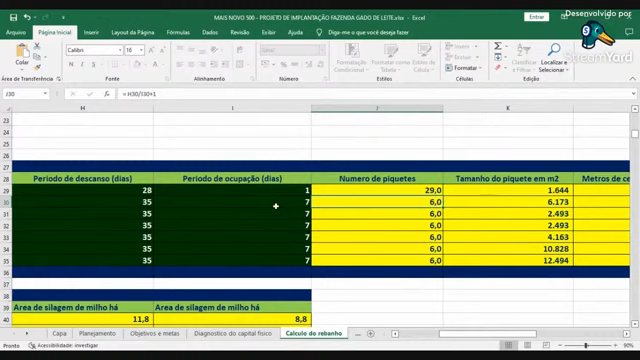 MAIS NOVO 500 - PROJETO DE IMPLANTAÇÃO FAZENDA GADO DE LEITE.xlsx - Excel
Entrar
Desenvolvido por
StreamYard
Arquivo Página Inicial Inserir Layout da Página Fórmulas Dados Revisão Exibir Ajuda Diga-me o que você deseja fazer
Colar
Calibri 16
N I S
Formatação Condicional
Formatar como Tabela
Inserir
Excluir
Formatar
Localizar e Selecionar
Área de Transferência Fonte Alinhamento Número Estilos Células Edição
J30 fx = H30/I30+1
H I J K
23
24
25
26
27
28 Periodo de descanso (dias) Periodo de ocupação (dias) Numero de piquetes Tamanho do piquete em m2 Metros de ce
29 28 1 29,0 1.644
30 35 7 6,0 6.173
31 35 7 6,0 2.493
32 35 7 6,0 2.493
33 35 7 6,0 4.163
34 35 7 6,0 10.828
35 35 7 6,0 12.494
36
37
38
39 Area de silagem de milho há Area de silagem de milho há
40 11,8 8,8
Capa Planejamento Objetivos e metas Diagnostico do capital fisico Calculo do rebanho ...
Pronto Acessibilidade: investigar 90%